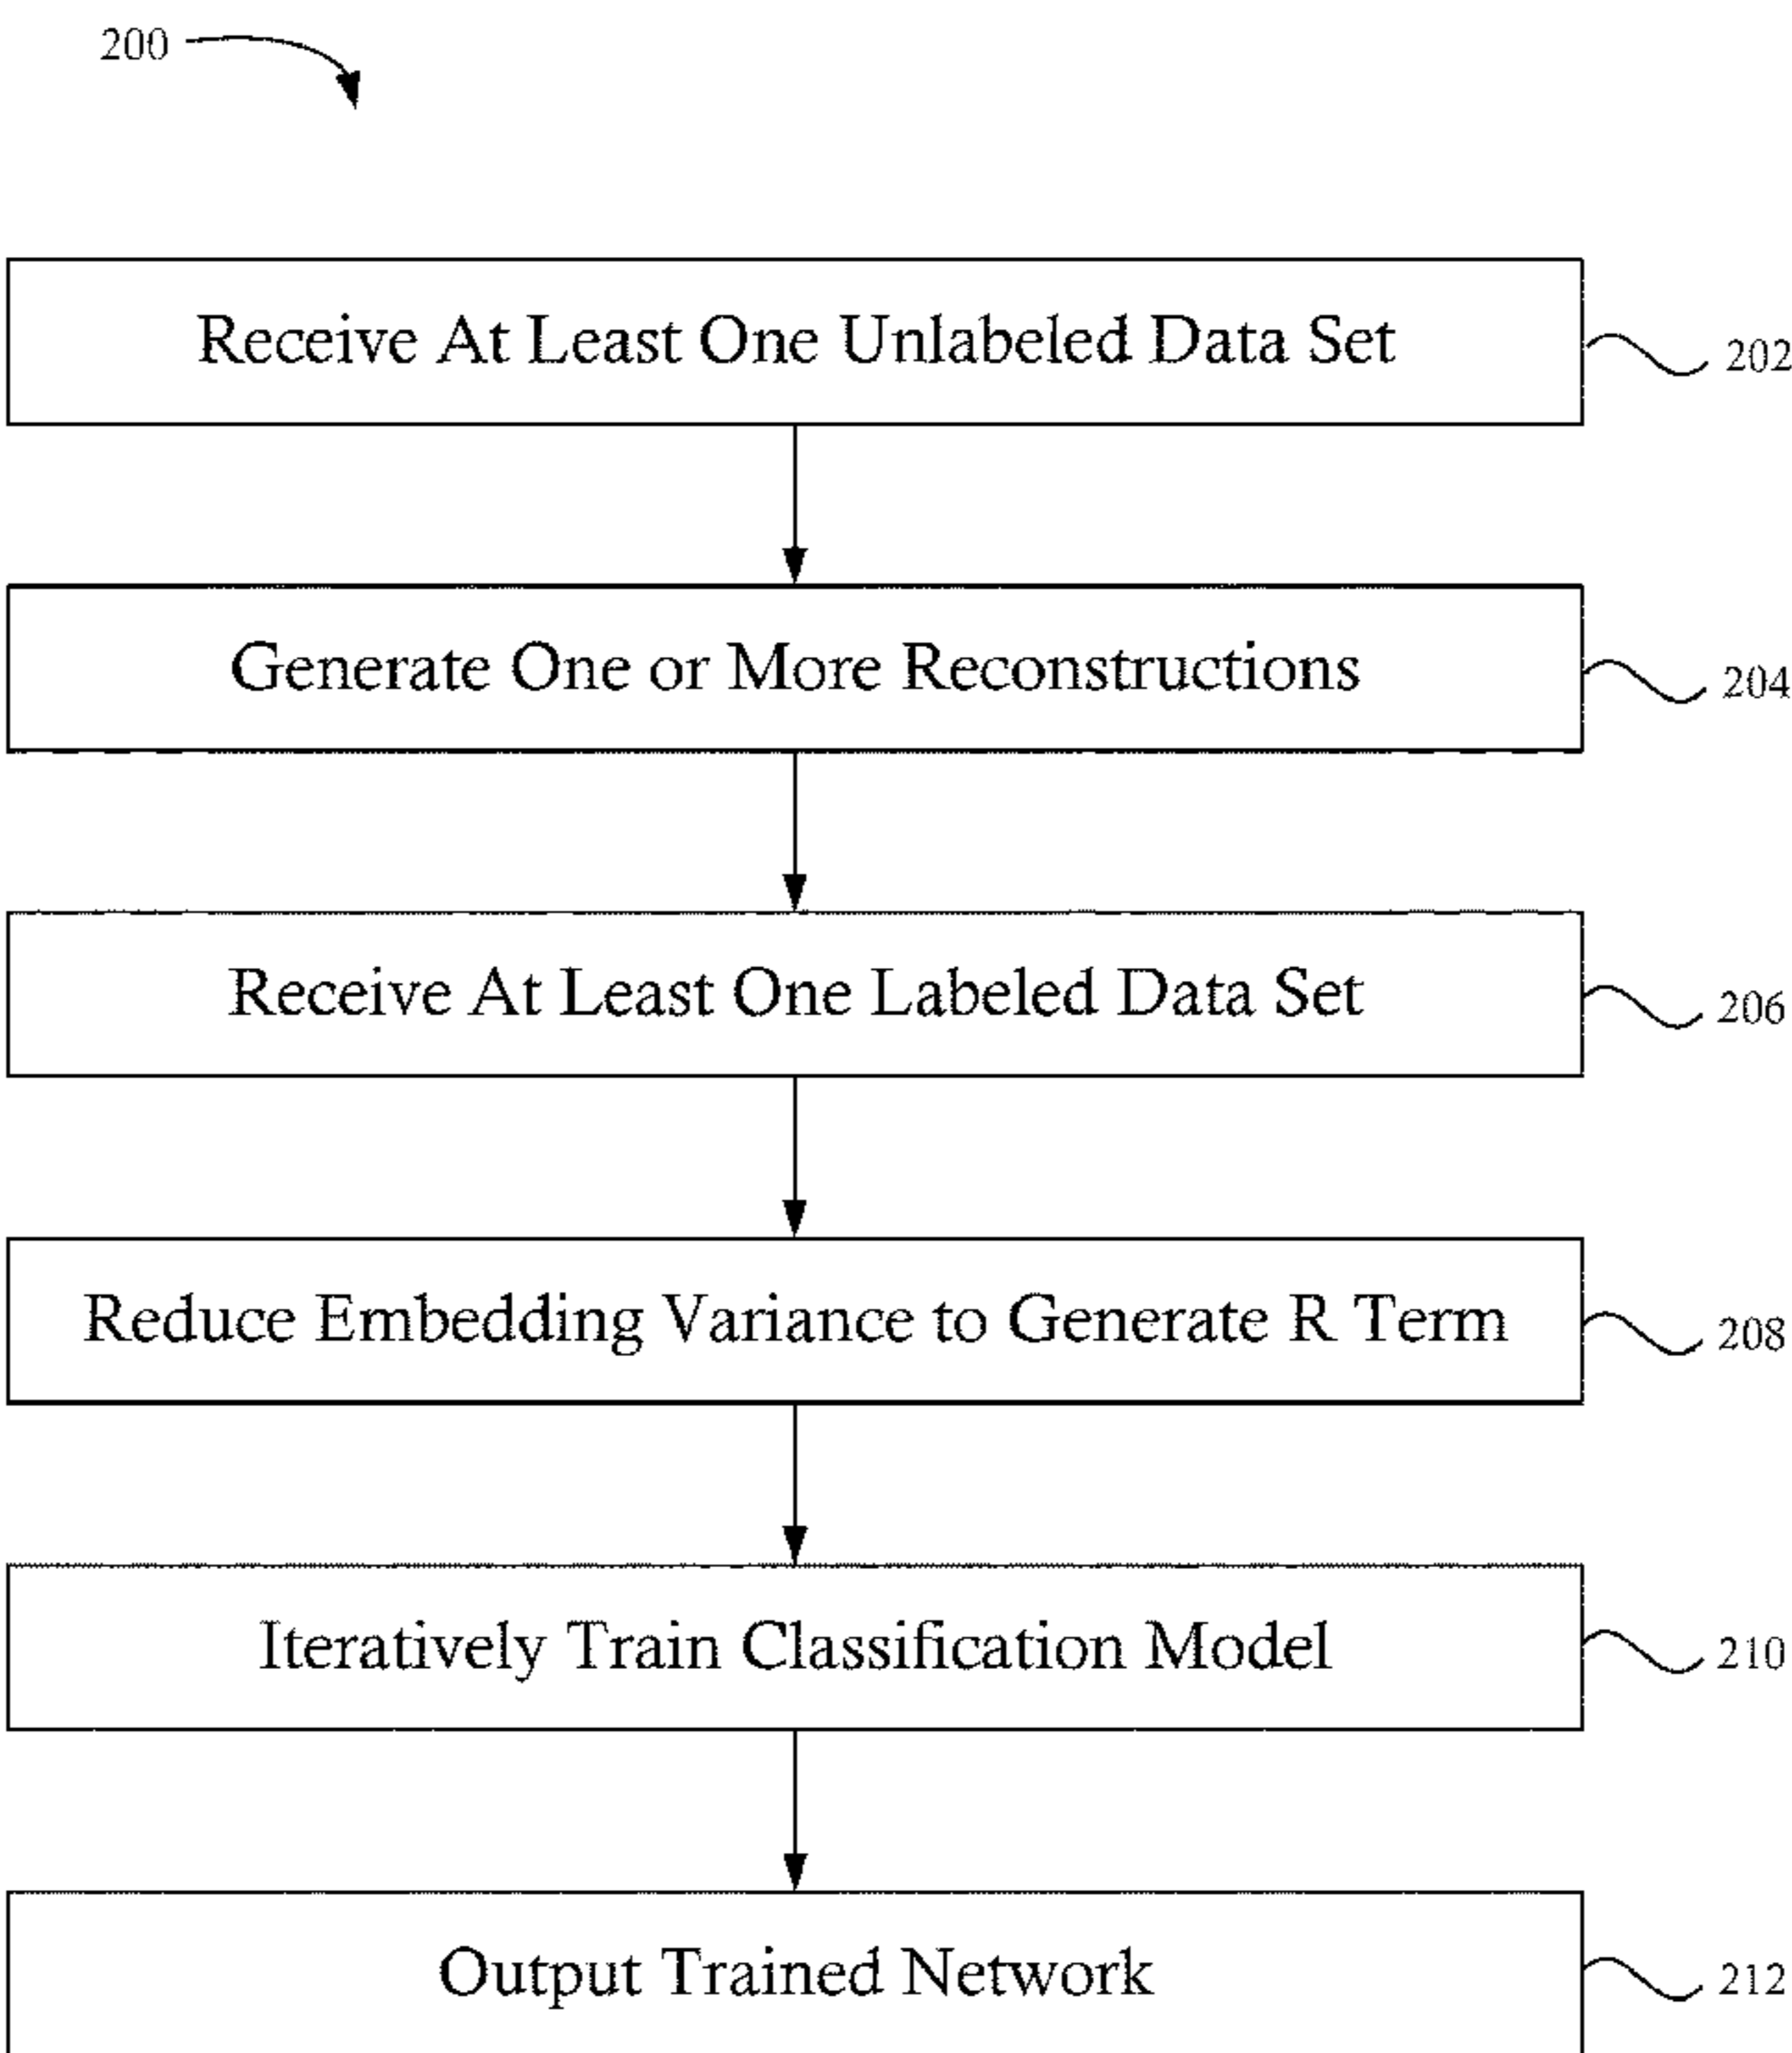 200
Receive At Least One Unlabeled Data Set
202
Generate One or More Reconstructions
204
Receive At Least One Labeled Data Set
206
Reduce Embedding Variance to Generate R Term
208
Iteratively Train Classification Model
210
Output Trained Network
212